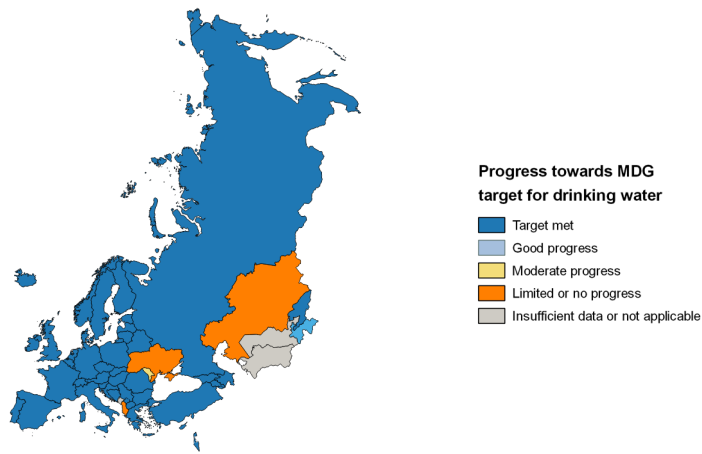 Progress towards MDG
target for drinking water
Target met
Good progress
Moderate progress
Limited or no progress
Insufficient data or not applicable